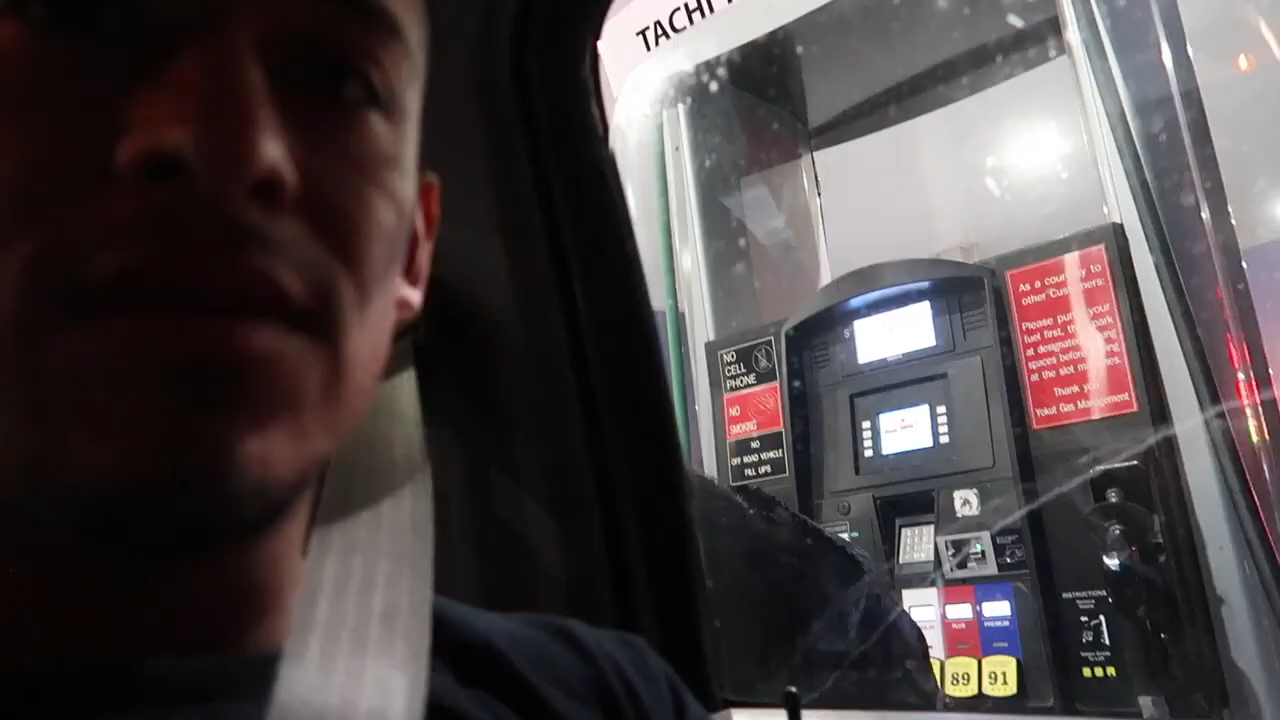 TACHI
NO
CELL
PHONE
NO
SMOKING
NO
OFF ROAD VEHICLE
FILL UPS
As a courtesy to
other Customers:
Please pump your
fuel first, then park
at designated parking
spaces before playing
at the slot machines.
Thank you
Yokut Gas Management
$
PLUS
PREMIUM
89
91
INSTRUCTIONS